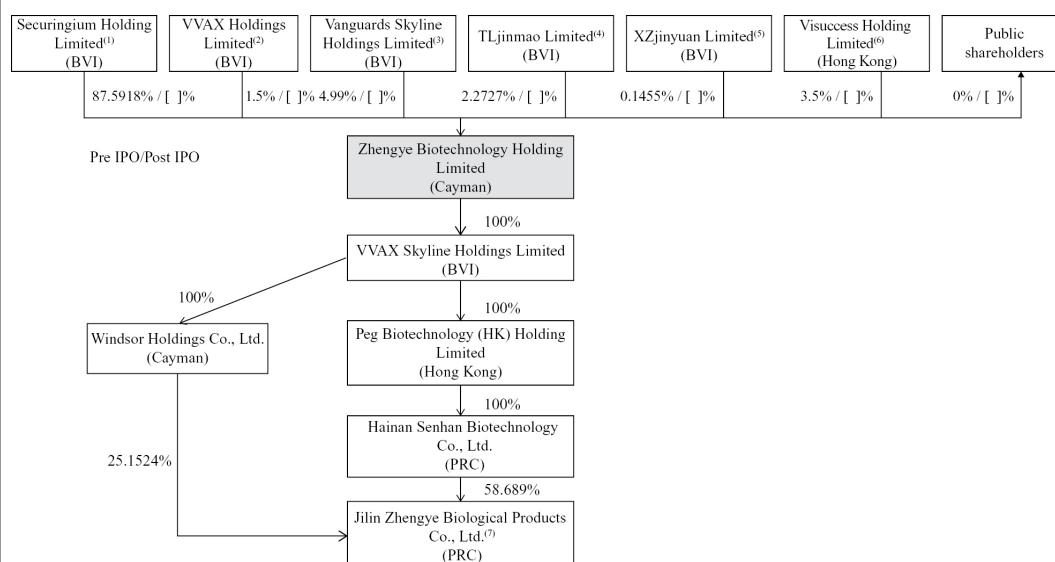 Securingium Holding
Limited(1)
(BVI)
VVAX Holdings
Limited(2)
(BVI)
Vanguards Skyline
Holdings Limited(3)
(BVI)
TLjinmao Limited(4)
(BVI)
XZjinyuan Limited(5)
(BVI)
Visuccess Holding
Limited(6)
(Hong Kong)
Public
shareholders
87.5918% / [ ]%
1.5% / [ ]%
4.99% / [ ]%
2.2727% / [ ]%
0.1455% / [ ]%
3.5% / [ ]%
0% / [ ]%
Pre IPO/Post IPO
Zhengye Biotechnology Holding
Limited
(Cayman)
100%
VVAX Skyline Holdings Limited
(BVI)
100%
100%
Windsor Holdings Co., Ltd.
(Cayman)
Peg Biotechnology (HK) Holding
Limited
(Hong Kong)
100%
Hainan Senhan Biotechnology
Co., Ltd.
(PRC)
25.1524%
58.689%
Jilin Zhengye Biological Products
Co., Ltd.(7)
(PRC)